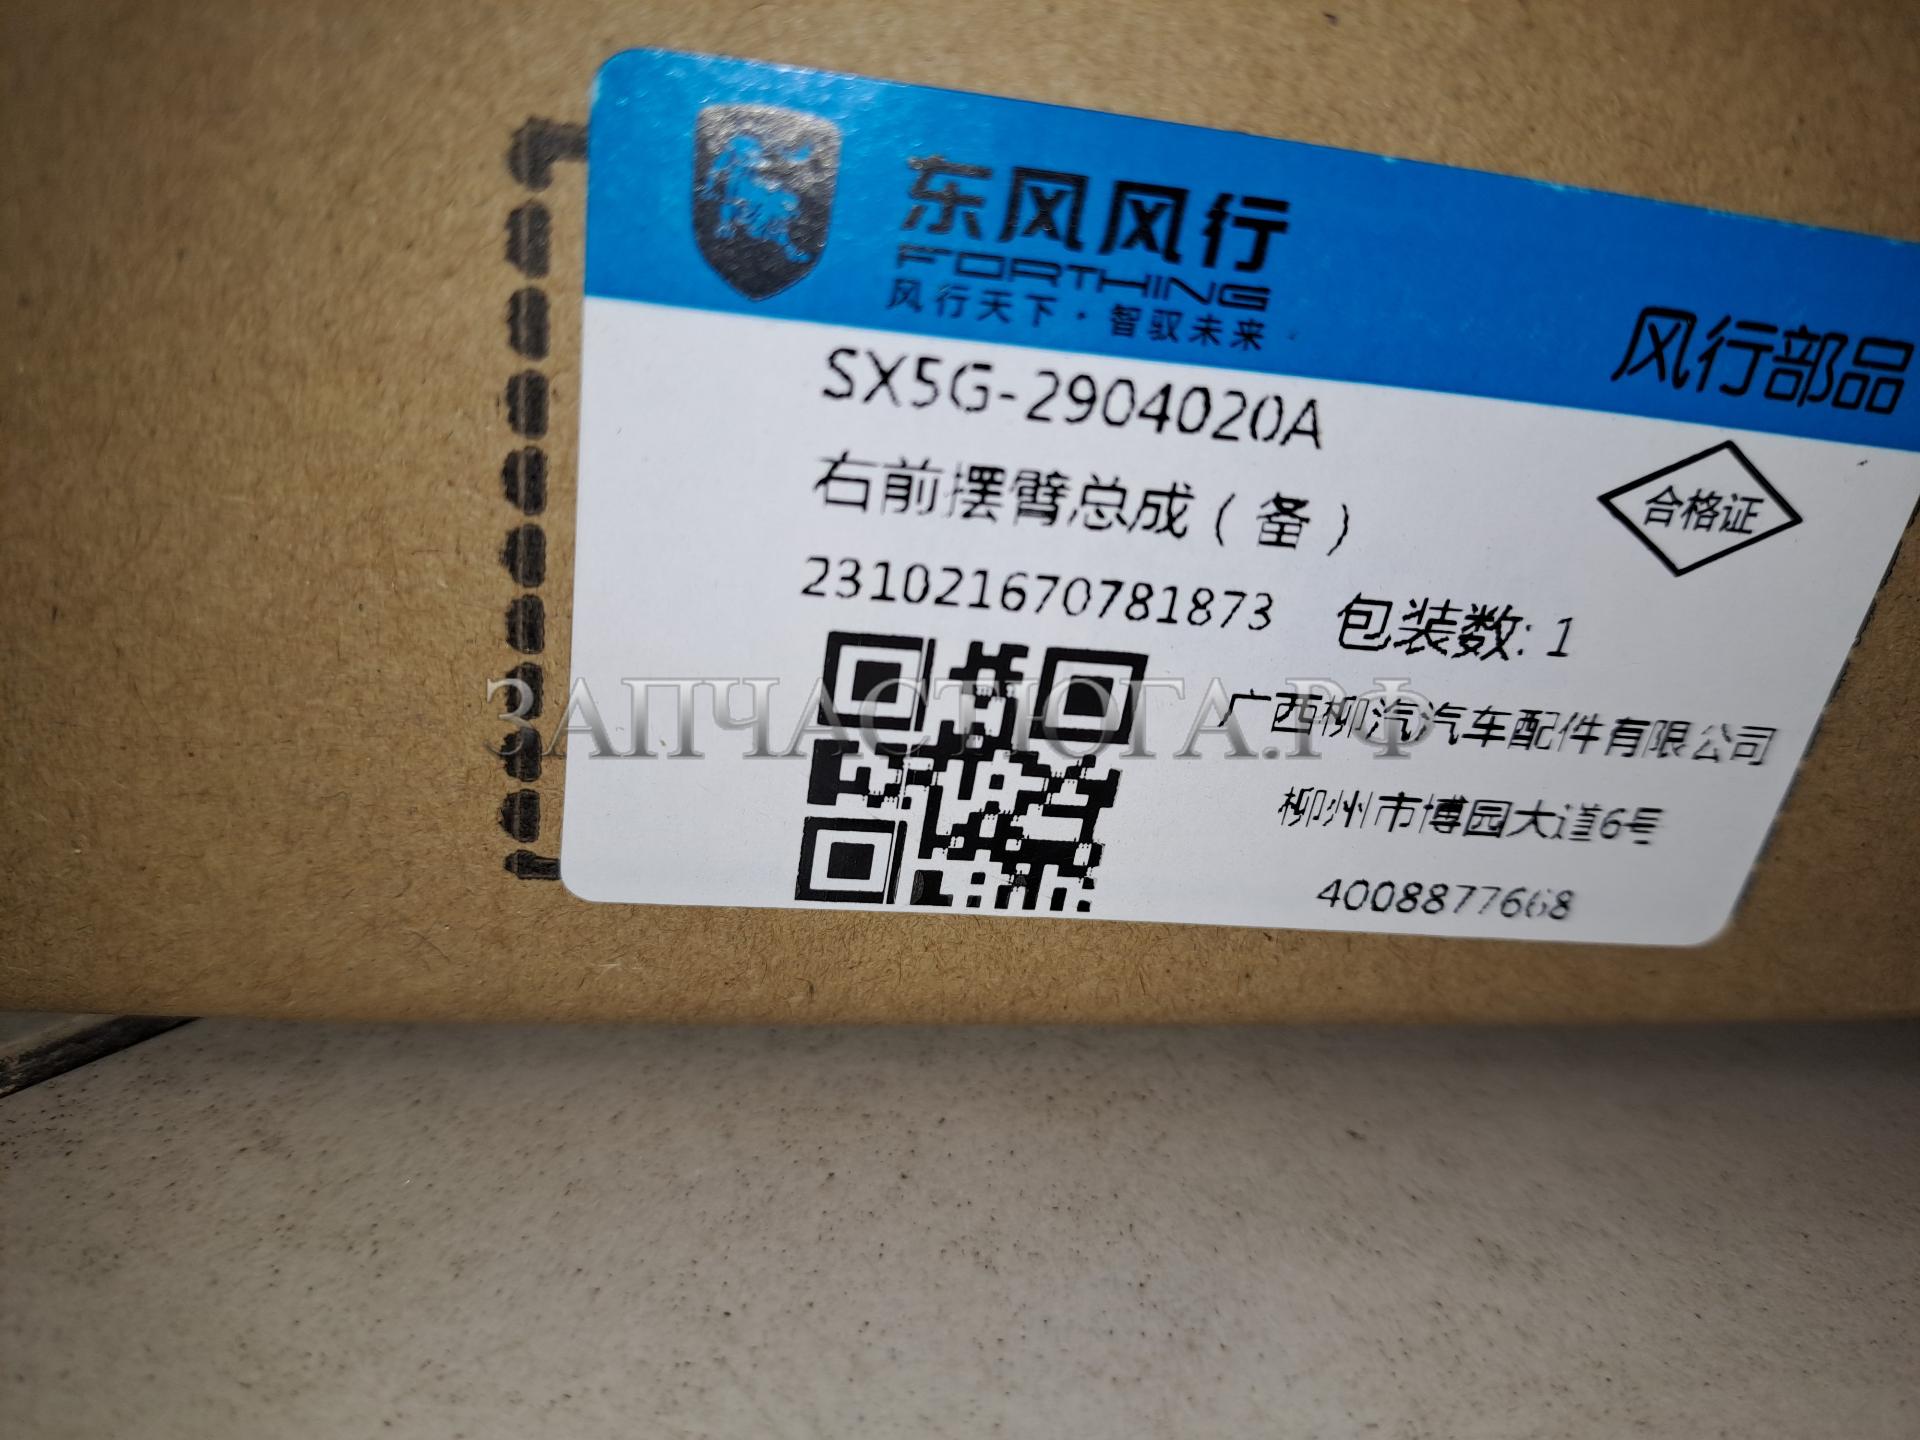 东风风行
FORTHING
风行天下·智驭未来
风行部品
SX5G-2904020A
右前摆臂总成（备）
合格证
231021670781873 包装数: 1
ЗАПЧАСТЮГА.РФ
广西柳汽汽车配件有限公司
柳州市博园大道6号
4008877668